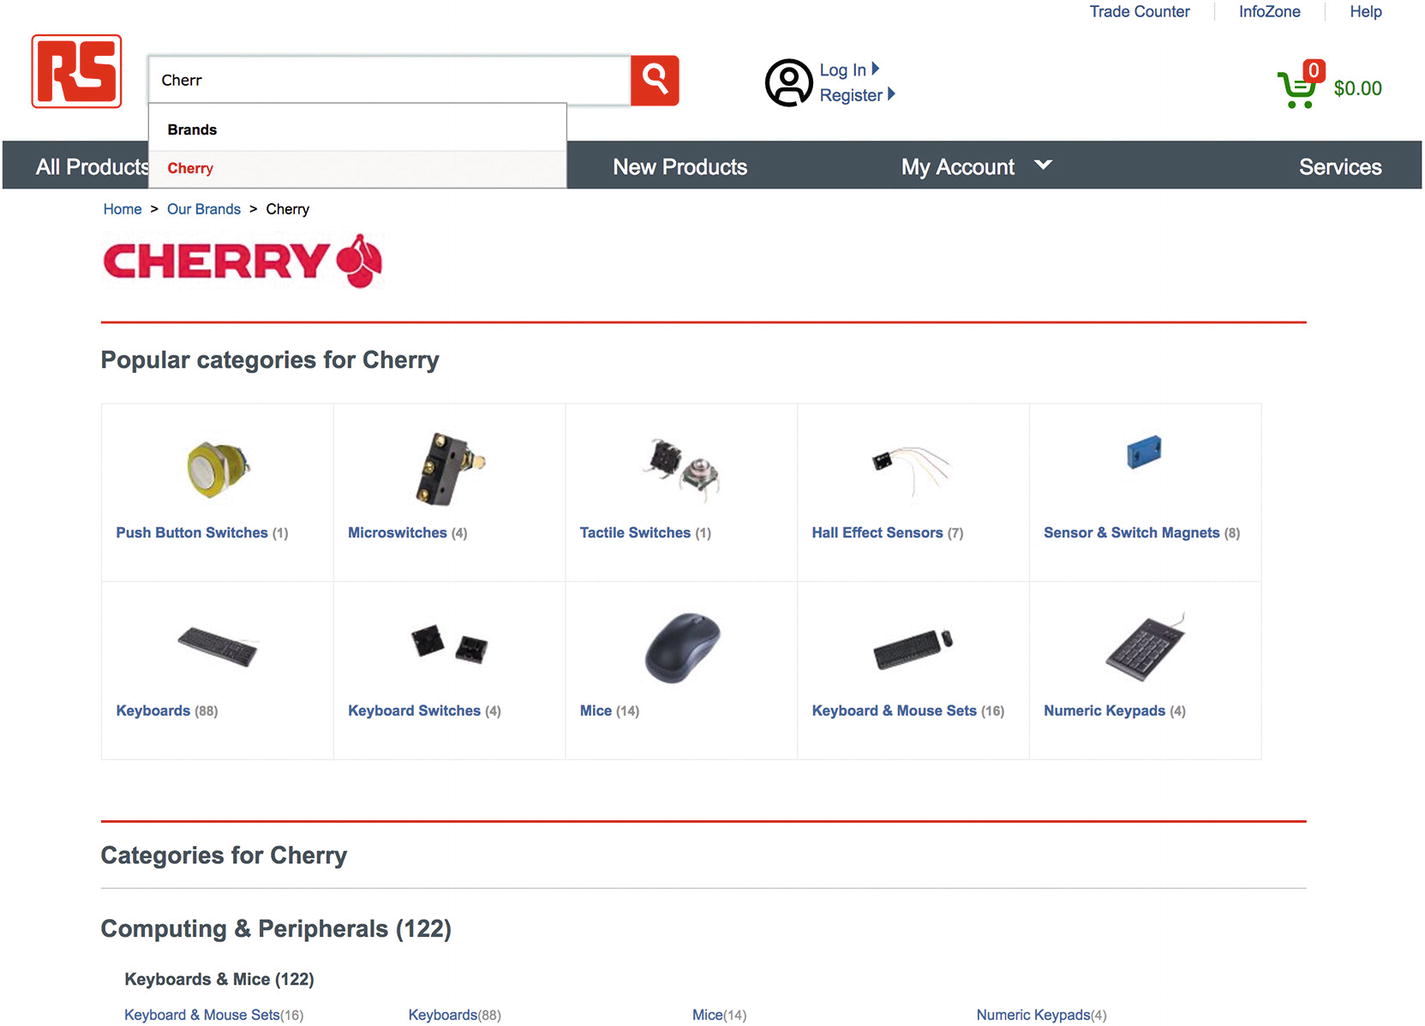 Trade Counter InfoZone Help
RS
Cherr
Log In
Register
0
$0.00
Brands
Cherry
All Products New Products My Account Services
Home > Our Brands > Cherry
CHERRY
Popular categories for Cherry
Push Button Switches (1) Microswitches (4) Tactile Switches (1) Hall Effect Sensors (7) Sensor & Switch Magnets (8)
Keyboards (88) Keyboard Switches (4) Mice (14) Keyboard & Mouse Sets (16) Numeric Keypads (4)
Categories for Cherry
Computing & Peripherals (122)
Keyboards & Mice (122)
Keyboard & Mouse Sets(16) Keyboards(88) Mice(14) Numeric Keypads(4)